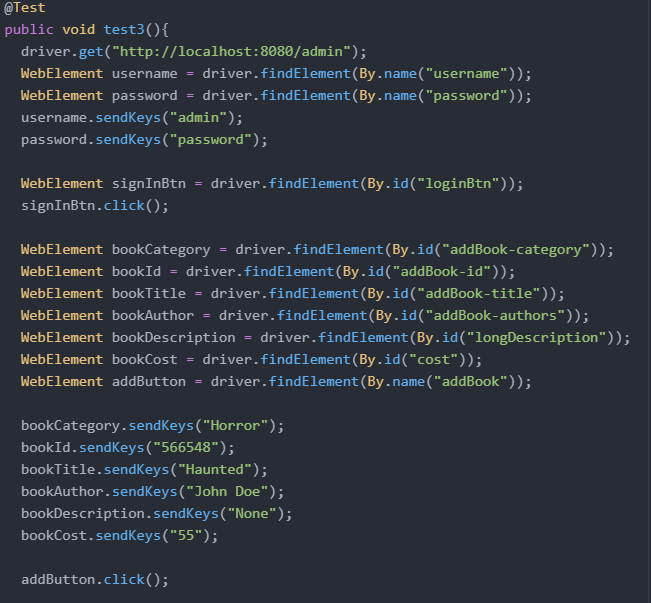 @Test
public void test3(){
driver.get("http://localhost:8080/admin");
WebElement username = driver.findElement(By.name("username"));
WebElement password = driver.findElement(By.name("password"));
username.sendKeys("admin");
password.sendKeys("password");
WebElement signInBtn = driver.findElement(By.id("loginBtn"));
signInBtn.click();
WebElement bookCategory = driver.findElement(By.id("addBook-category"));
WebElement bookId = driver.findElement(By.id("addBook-id"));
WebElement bookTitle = driver.findElement(By.id("addBook-title"));
WebElement bookAuthor = driver.findElement(By.id("addBook-authors"));
WebElement bookDescription = driver.findElement(By.id("longDescription"));
WebElement bookCost = driver.findElement(By.id("cost"));
WebElement addButton = driver.findElement(By.name("addBook"));
bookCategory.sendKeys("Horror");
bookId.sendKeys("566548");
bookTitle.sendKeys("Haunted");
bookAuthor.sendKeys("John Doe");
bookDescription.sendKeys("None");
bookCost.sendKeys("55");
addButton.click();